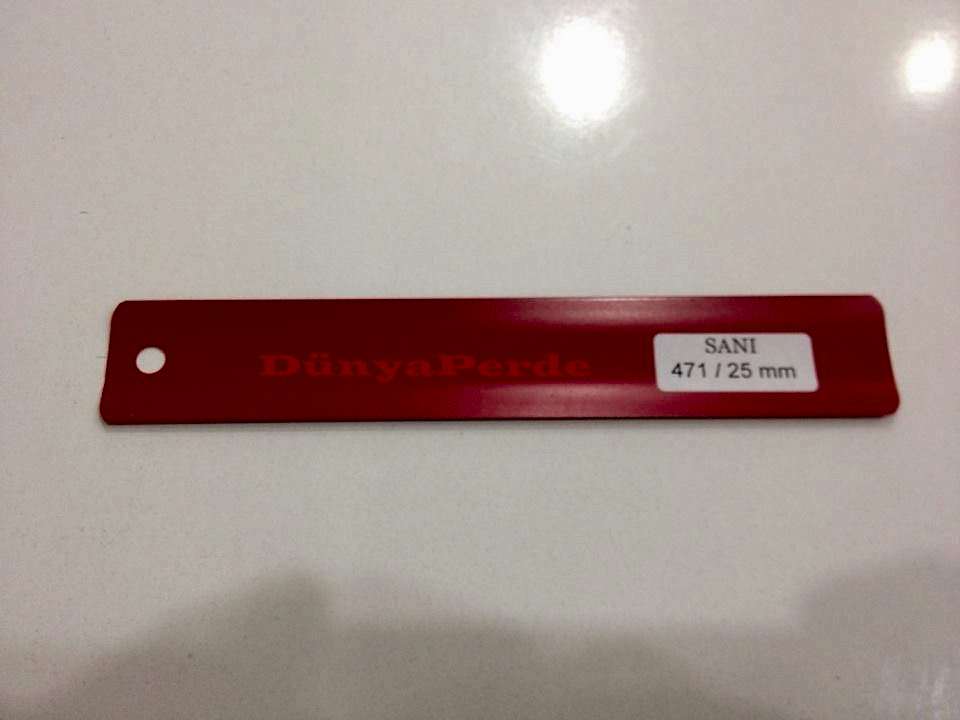 DünyaPerde
SANI
471 / 25 mm